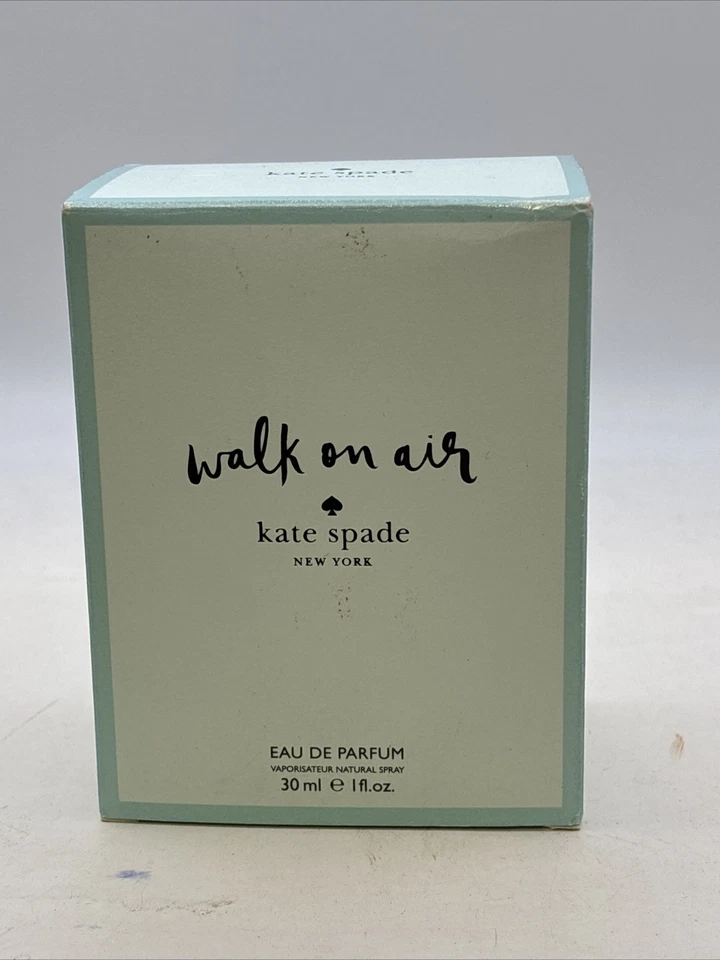 kate spade
NEW YORK
walk on air
kate spade
NEW YORK
EAU DE PARFUM
VAPORISATEUR NATURAL SPRAY
30 ml ℮ 1 fl.oz.